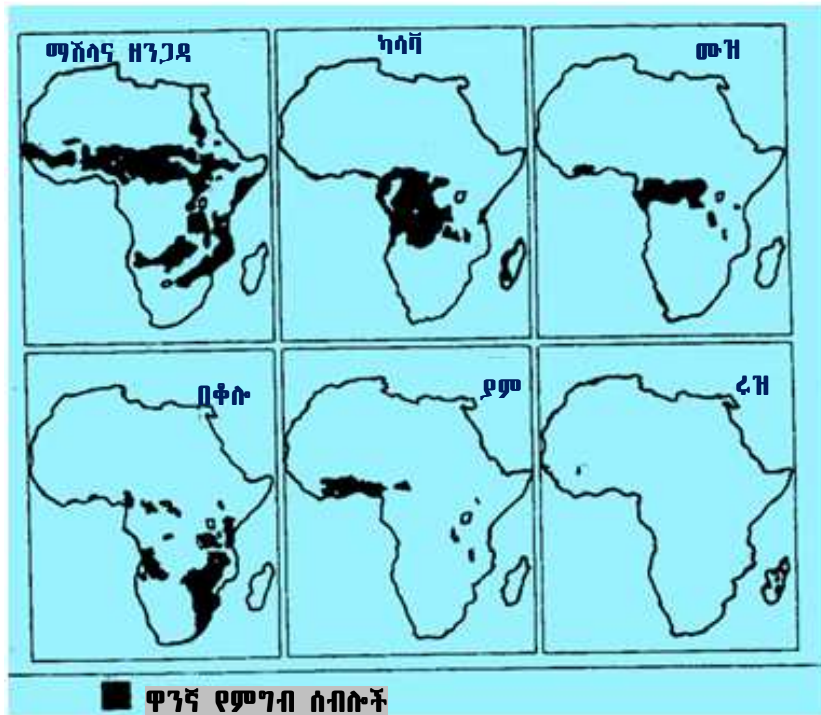 ማሽላና ዘንጋዳ
ካሳቫ
ሙዝ
በቆሎ
ያም
ሩዝ
ዋንኛ የምግብ ሰብሎች